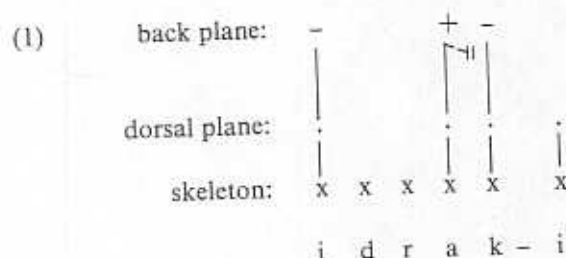 (1) back plane: − + −
dorsal plane: . . . .
skeleton: x x x x x x
i d r a k – i